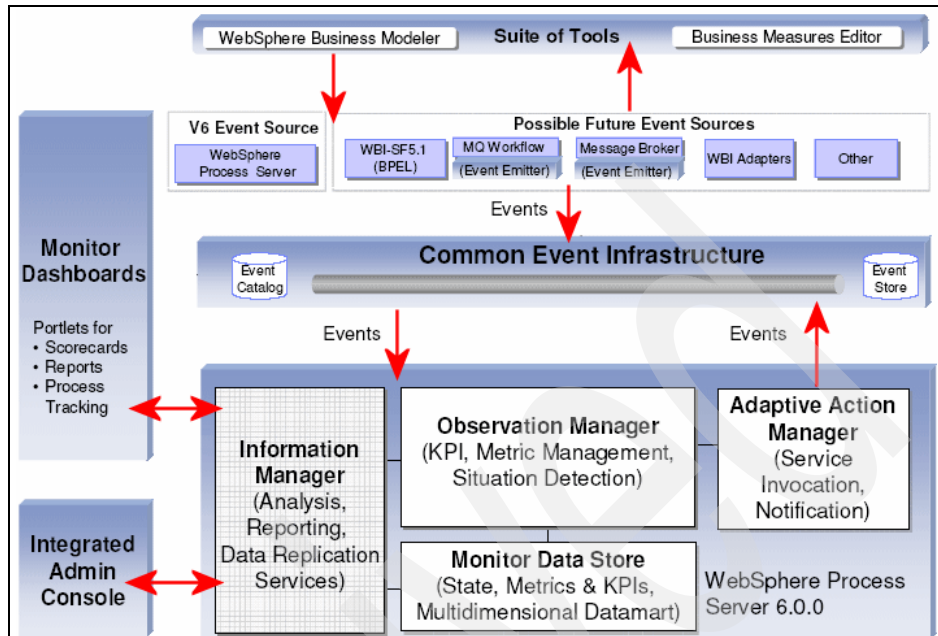 WebSphere Business Modeler
Suite of Tools
Business Measures Editor
V6 Event Source
WebSphere
Process Server
Possible Future Event Sources
WBI-SF5.1
(BPEL)
MQ Workflow
(Event Emitter)
Message Broker
(Event Emitter)
WBI Adapters
Other
Events
Monitor
Dashboards
Portlets for
• Scorecards
• Reports
• Process
Tracking
Common Event Infrastructure
Event
Catalog
Event
Store
Events
Events
Information
Manager
(Analysis,
Reporting,
Data Replication
Services)
Observation Manager
(KPI, Metric Management,
Situation Detection)
Adaptive Action
Manager
(Service
Invocation,
Notification)
Monitor Data Store
(State, Metrics & KPIs,
Multidimensional Datamart)
WebSphere Process
Server 6.0.0
Integrated
Admin
Console